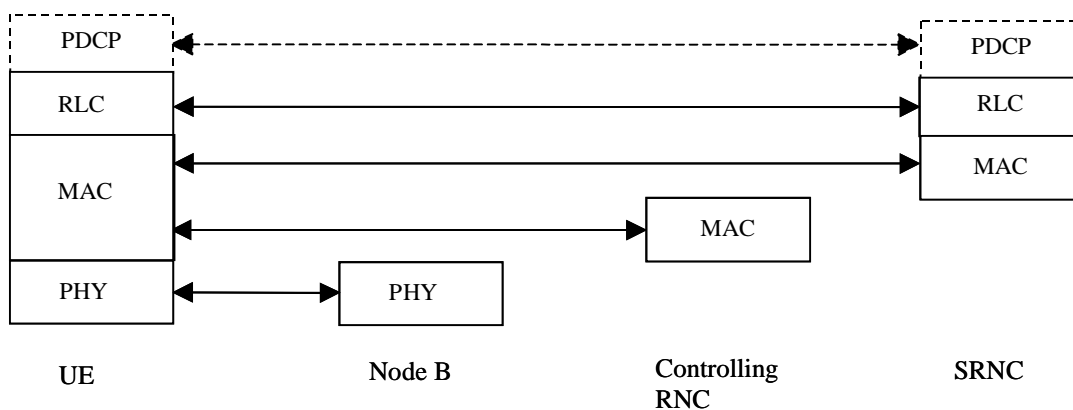 PDCP
PDCP
RLC
RLC
MAC
MAC
MAC
PHY
PHY
UE
Node B
Controlling
RNC
SRNC